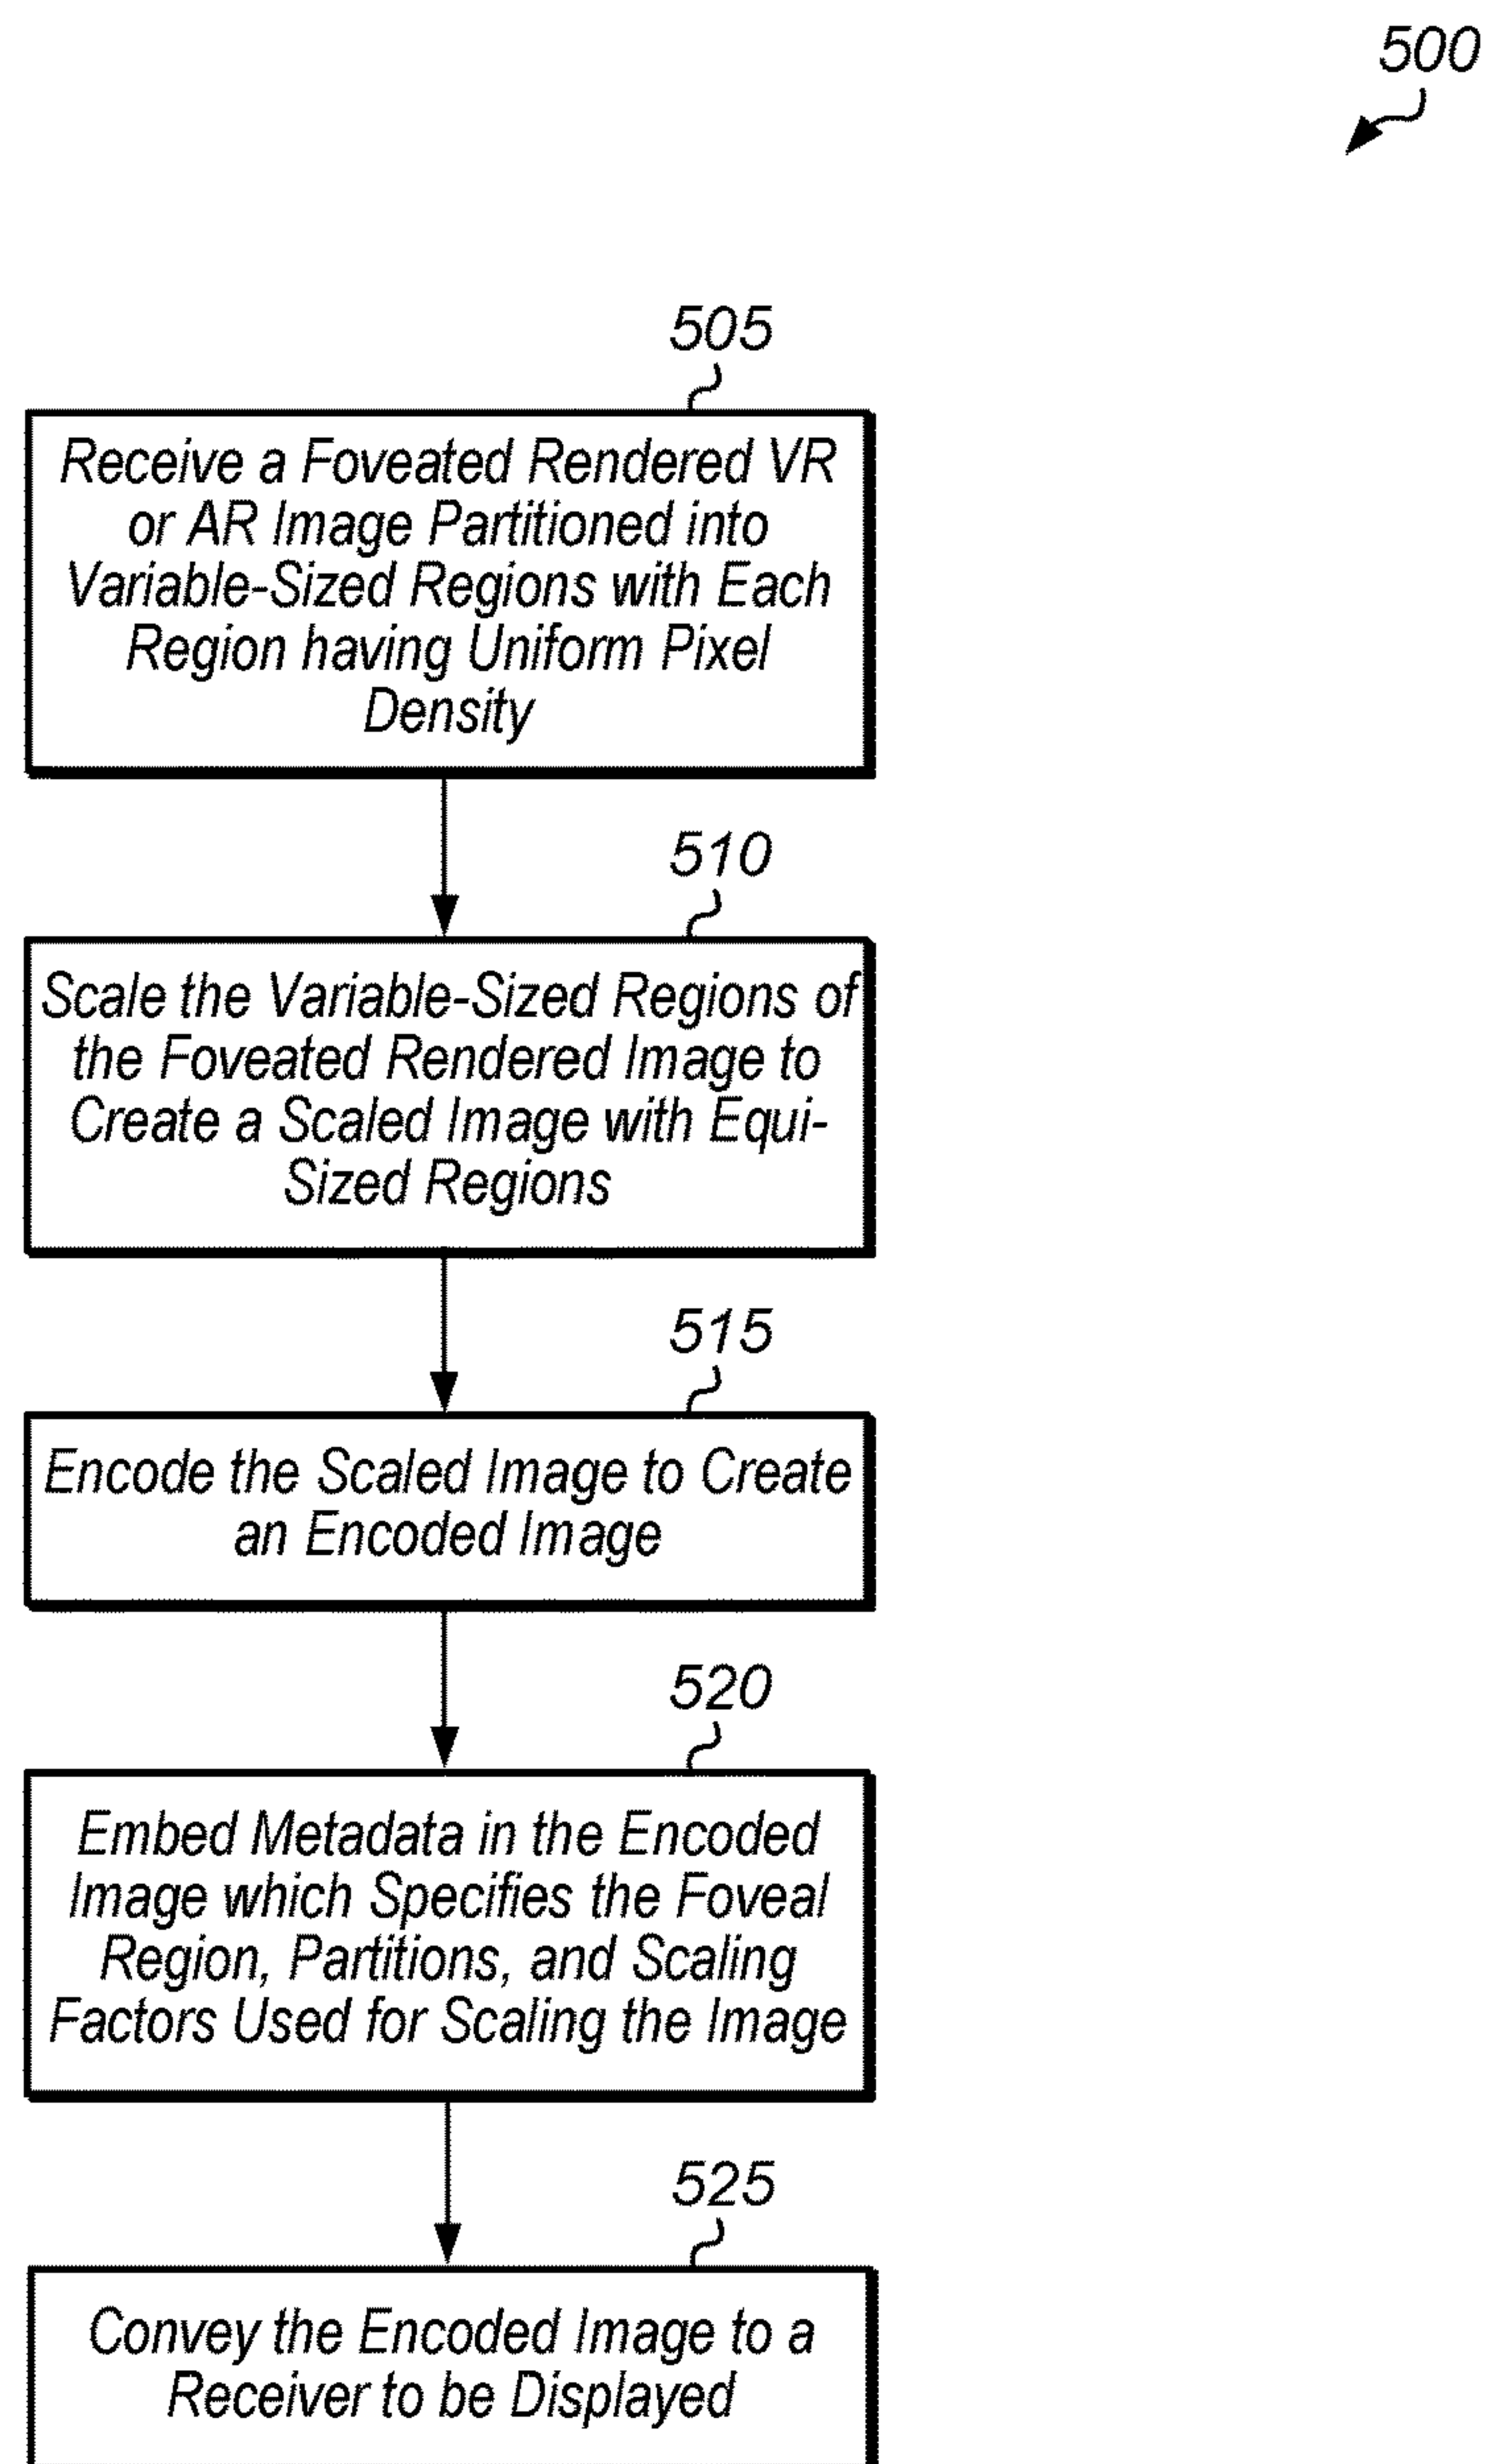 500
505
Receive a Foveated Rendered VR
or AR Image Partitioned into
Variable-Sized Regions with Each
Region having Uniform Pixel
Density
510
Scale the Variable-Sized Regions of
the Foveated Rendered Image to
Create a Scaled Image with Equi-
Sized Regions
515
Encode the Scaled Image to Create
an Encoded Image
520
Embed Metadata in the Encoded
Image which Specifies the Foveal
Region, Partitions, and Scaling
Factors Used for Scaling the Image
525
Convey the Encoded Image to a
Receiver to be Displayed